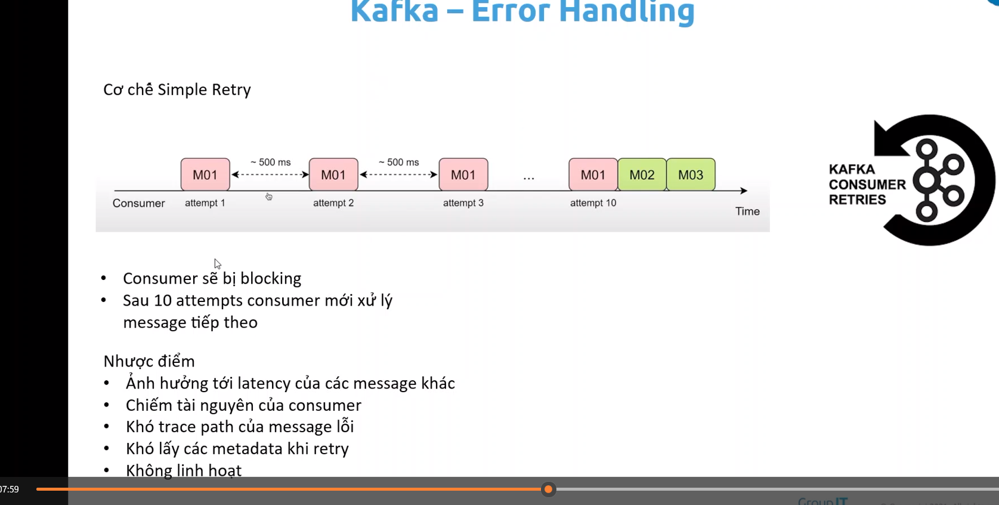 Kafka – Error Handling
Cơ chế Simple Retry
~ 500 ms
~ 500 ms
M01
M01
M01
...
M01
M02
M03
Consumer
attempt 1
attempt 2
attempt 3
attempt 10
Time
KAFKA
CONSUMER
RETRIES
• Consumer sẽ bị blocking
• Sau 10 attempts consumer mới xử lý
message tiếp theo
Nhược điểm
• Ảnh hưởng tới latency của các message khác
• Chiếm tài nguyên của consumer
• Khó trace path của message lỗi
• Khó lấy các metadata khi retry
• Không linh hoạt
07:59
Group IT